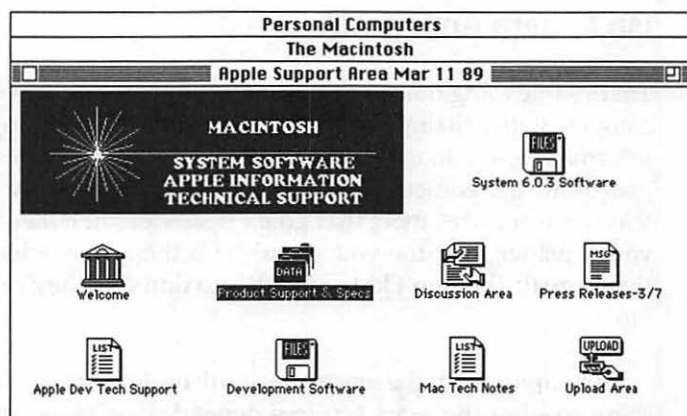 Personal Computers
The Macintosh
Apple Support Area Mar 11 89
MACINTOSH
SYSTEM SOFTWARE
APPLE INFORMATION
TECHNICAL SUPPORT
FILES
System 6.0.3 Software
Welcome
DATA
Product Support & Specs
Discussion Area
MSG
Press Releases-3/7
LIST
Apple Dev Tech Support
FILES
Development Software
LIST
Mac Tech Notes
UPLOAD
Upload Area